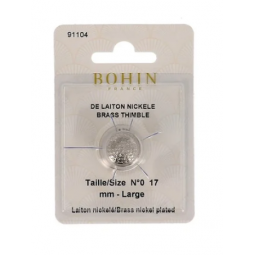 91104
BOHIN
FRANCE
DE LAITON NICKELE
BRASS THIMBLE
Taille/Size N°0 17
mm - Large
Laiton nickelé/Brass nickel plated